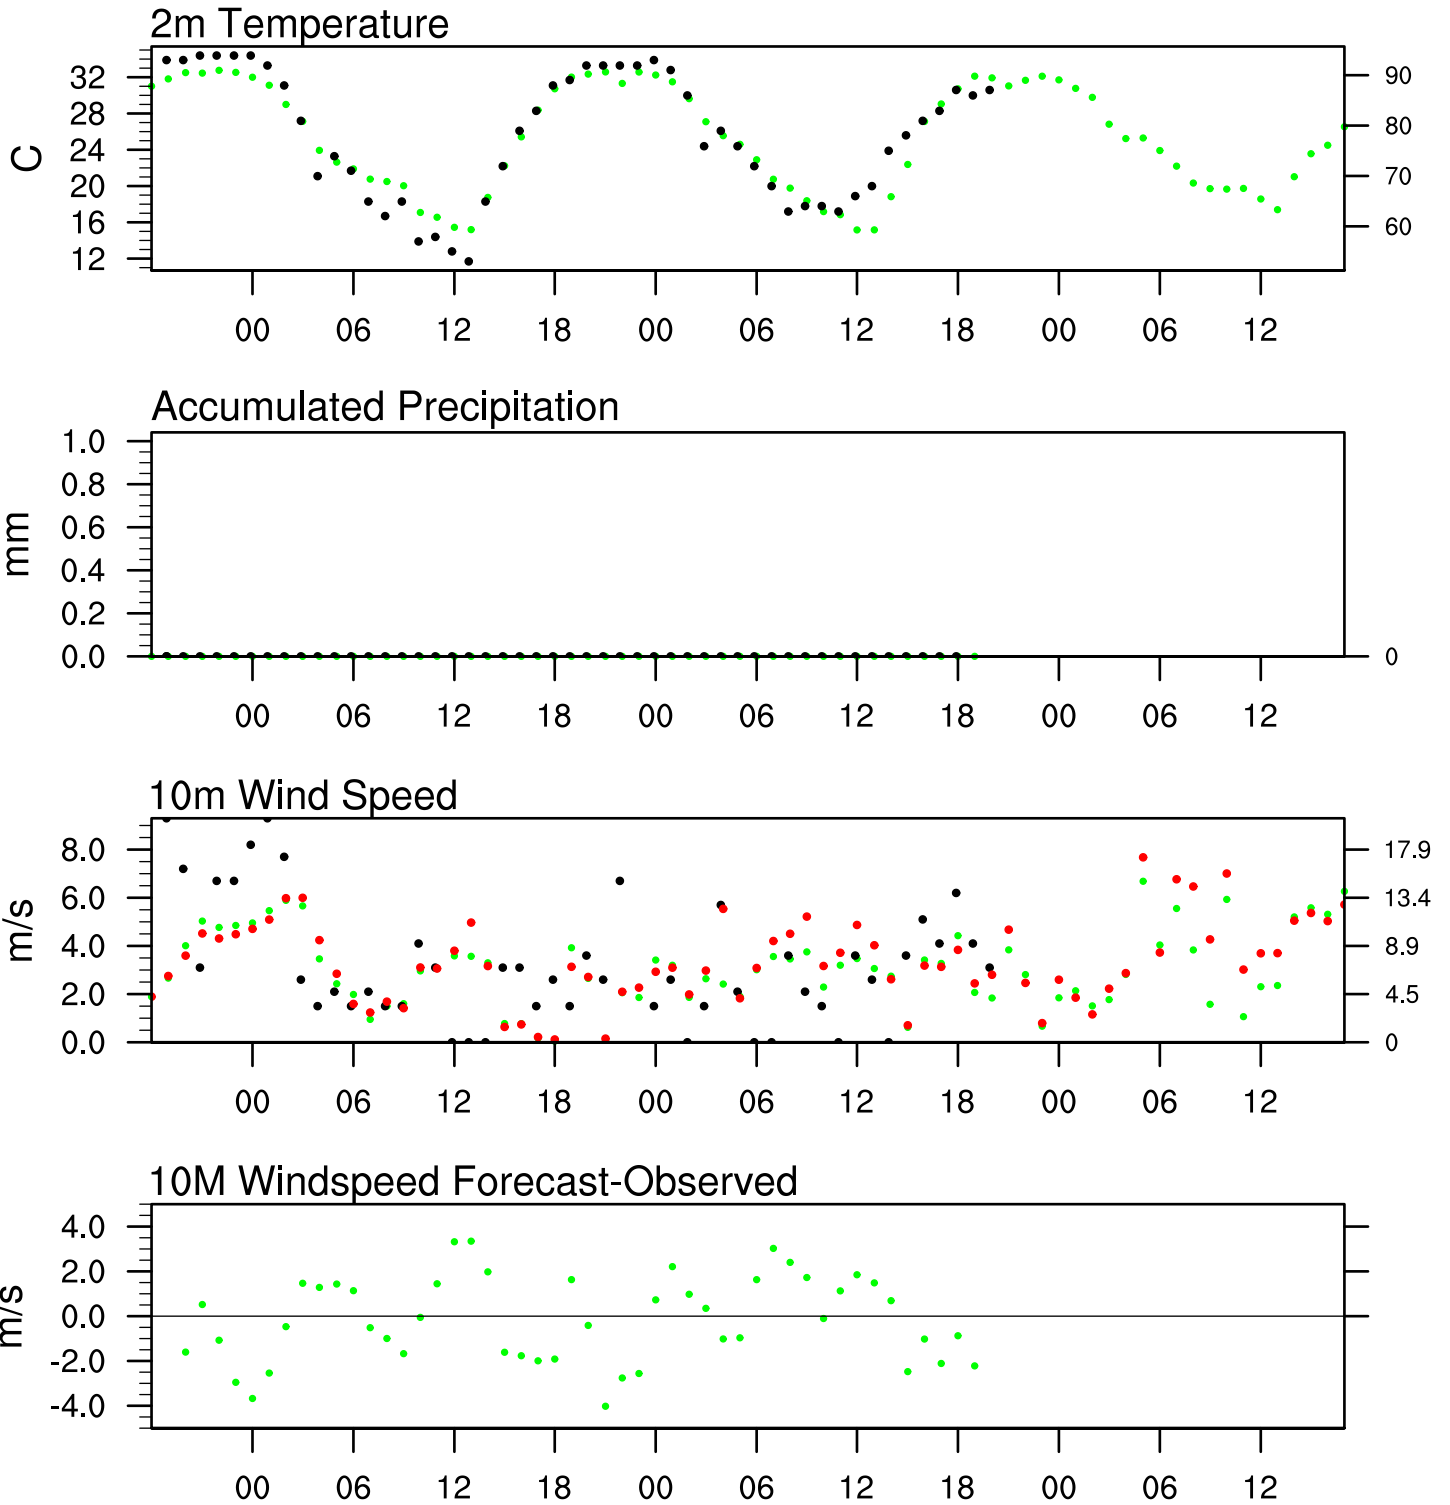 2m Temperature
C
32
28
24
20
16
12
90
80
70
60
00 06 12 18 00 06 12 18 00 06 12
Accumulated Precipitation
mm
1.0
0.8
0.6
0.4
0.2
0.0
0
00 06 12 18 00 06 12 18 00 06 12
10m Wind Speed
m/s
8.0
6.0
4.0
2.0
0.0
17.9
13.4
8.9
4.5
0
00 06 12 18 00 06 12 18 00 06 12
10M Windspeed Forecast-Observed
m/s
4.0
2.0
0.0
-2.0
-4.0
00 06 12 18 00 06 12 18 00 06 12